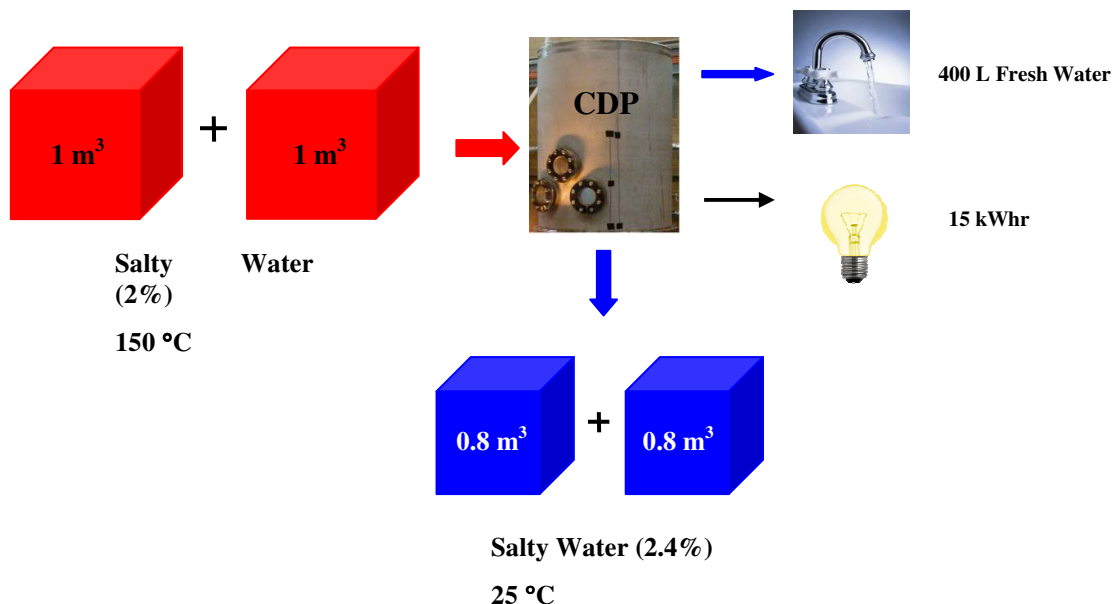 1 m³ + 1 m³
CDP
400 L Fresh Water
15 kWhr
Salty Water
(2%)
150 °C
0.8 m³ + 0.8 m³
Salty Water (2.4%)
25 °C